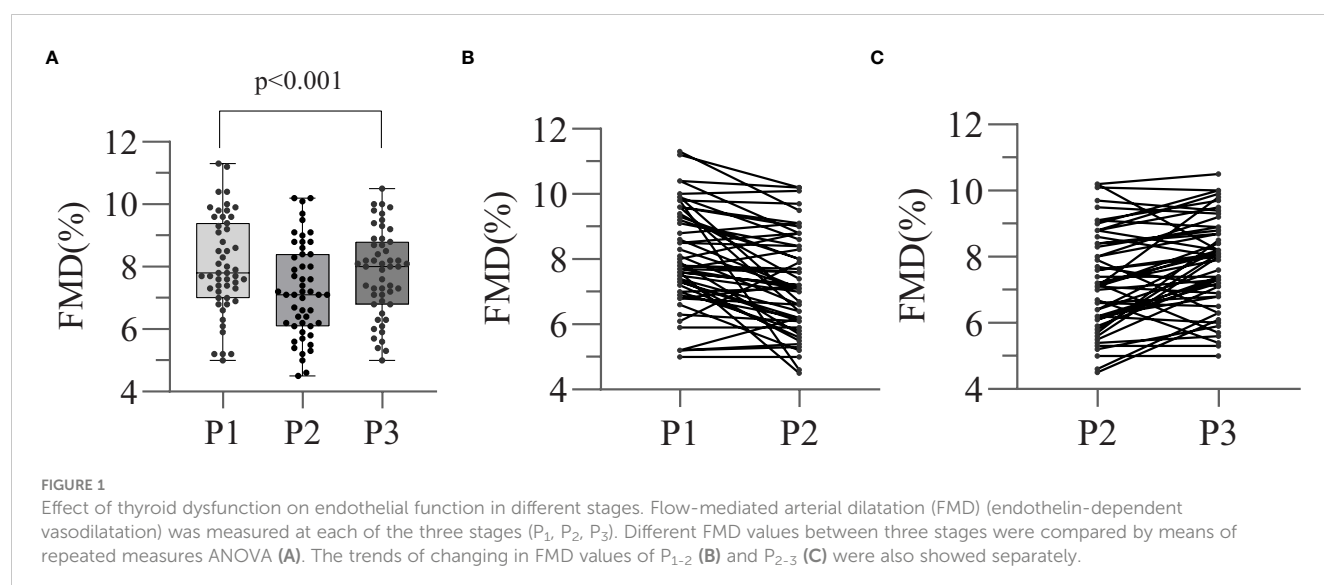 A
B
C
p<0.001
12
10
8
6
4
FMD(%)
P1 P2 P3
12
10
8
6
4
FMD(%)
P1 P2
12
10
8
6
4
FMD(%)
P2 P3
FIGURE 1
Effect of thyroid dysfunction on endothelial function in different stages. Flow-mediated arterial dilatation (FMD) (endothelin-dependent
vasodilatation) was measured at each of the three stages (P₁, P₂, P₃). Different FMD values between three stages were compared by means of
repeated measures ANOVA (A). The trends of changing in FMD values of P₁₋₂ (B) and P₂₋₃ (C) were also showed separately.